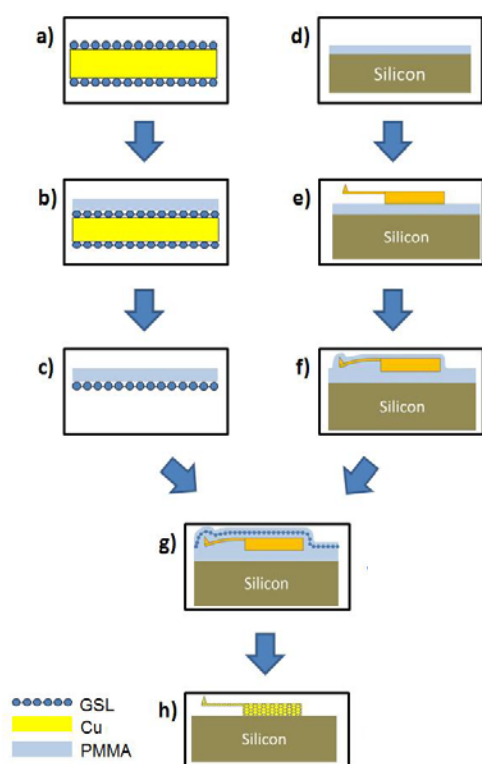 a)
d)
Silicon
b)
e)
Silicon
c)
f)
Silicon
g)
Silicon
h)
Silicon
GSL
Cu
PMMA